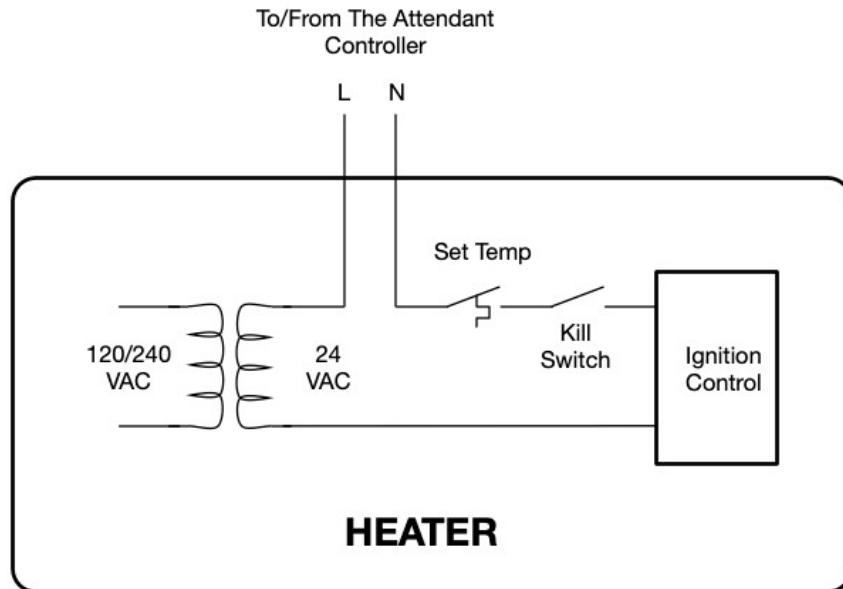 To/From The Attendant
Controller
L N
Set Temp
120/240
VAC
24
VAC
Kill
Switch
Ignition
Control
HEATER